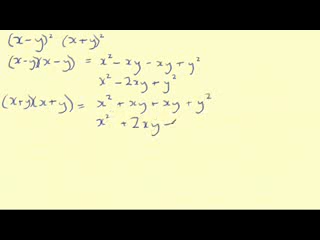 (x-y)² (x+y)²
(x-y)(x-y) = x² - xy - xy + y²
x² - 2xy + y²
(x+y)(x+y) = x² + xy + xy + y²
x² + 2xy -